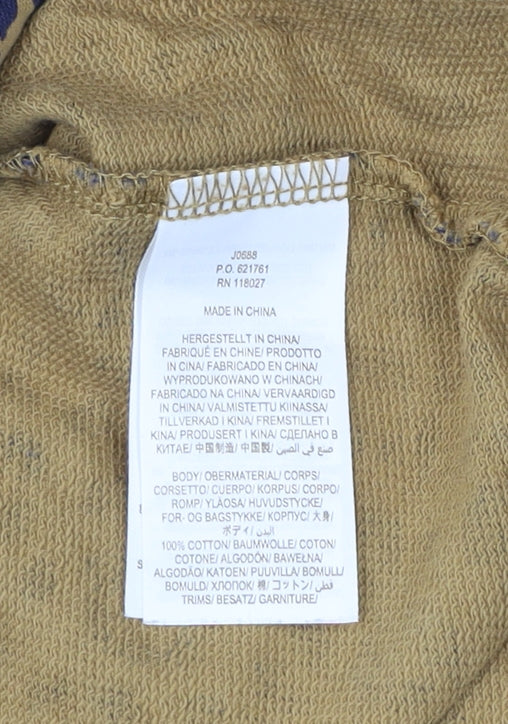 J0688
P.O. 621761
RN 118027
MADE IN CHINA
HERGESTELLT IN CHINA/
FABRIQUÉ EN CHINE/ PRODOTTO
IN CINA/ FABRICADO EN CHINA/
WYPRODUKOWANO W CHINACH/
FABRICADO NA CHINA/ VERVAARDIGD
IN CHINA/ VALMISTETTU KIINASSA/
TILLVERKAD I KINA/ FREMSTILLET I
KINA/ PRODUSERT I KINA/ СДЕЛАНО В
КИТАЕ/ 中国制造/ 中国製/ صنع في الصين
BODY/ OBERMATERIAL/ CORPS/
CORSETTO/ CUERPO/ KORPUS/ CORPO/
ROMP/ YLÄOSA/ HUVUDSTYCKE/
FOR- OG BAGSTYKKE/ КОРПУС/ 大身/
ボディ/ البدن/
100% COTTON/ BAUMWOLLE/ COTON/
COTONE/ ALGODÓN/ BAWEŁNA/
ALGODÃO/ KATOEN/ PUUVILLA/ BOMULL/
BOMULD/ ХЛОПОК/ 棉/ コットン/ قطن/
TRIMS/ BESATZ/ GARNITURE/